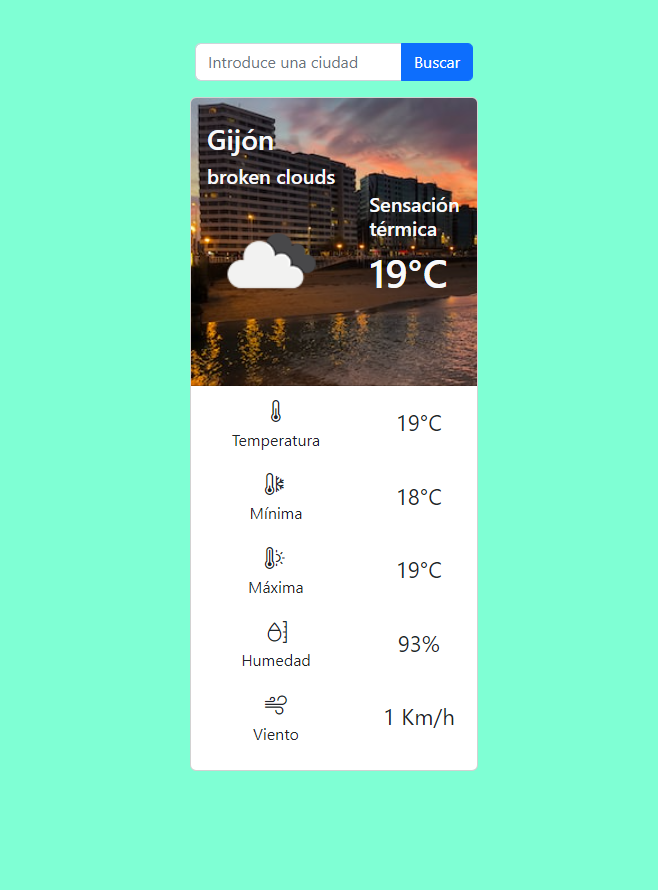 Introduce una ciudad
Buscar
Gijón
broken clouds
Sensación
térmica
19°C
Temperatura
19°C
Mínima
18°C
Máxima
19°C
Humedad
93%
Viento
1 Km/h